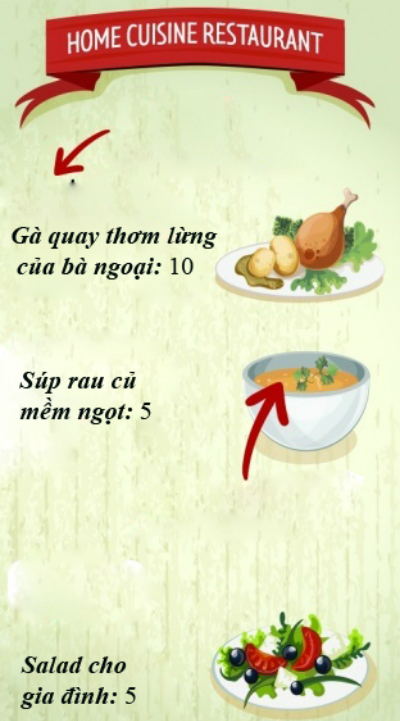 HOME CUISINE RESTAURANT
Gà quay thơm lừng
của bà ngoại: 10
Súp rau củ
mềm ngọt: 5
Salad cho
gia đình: 5